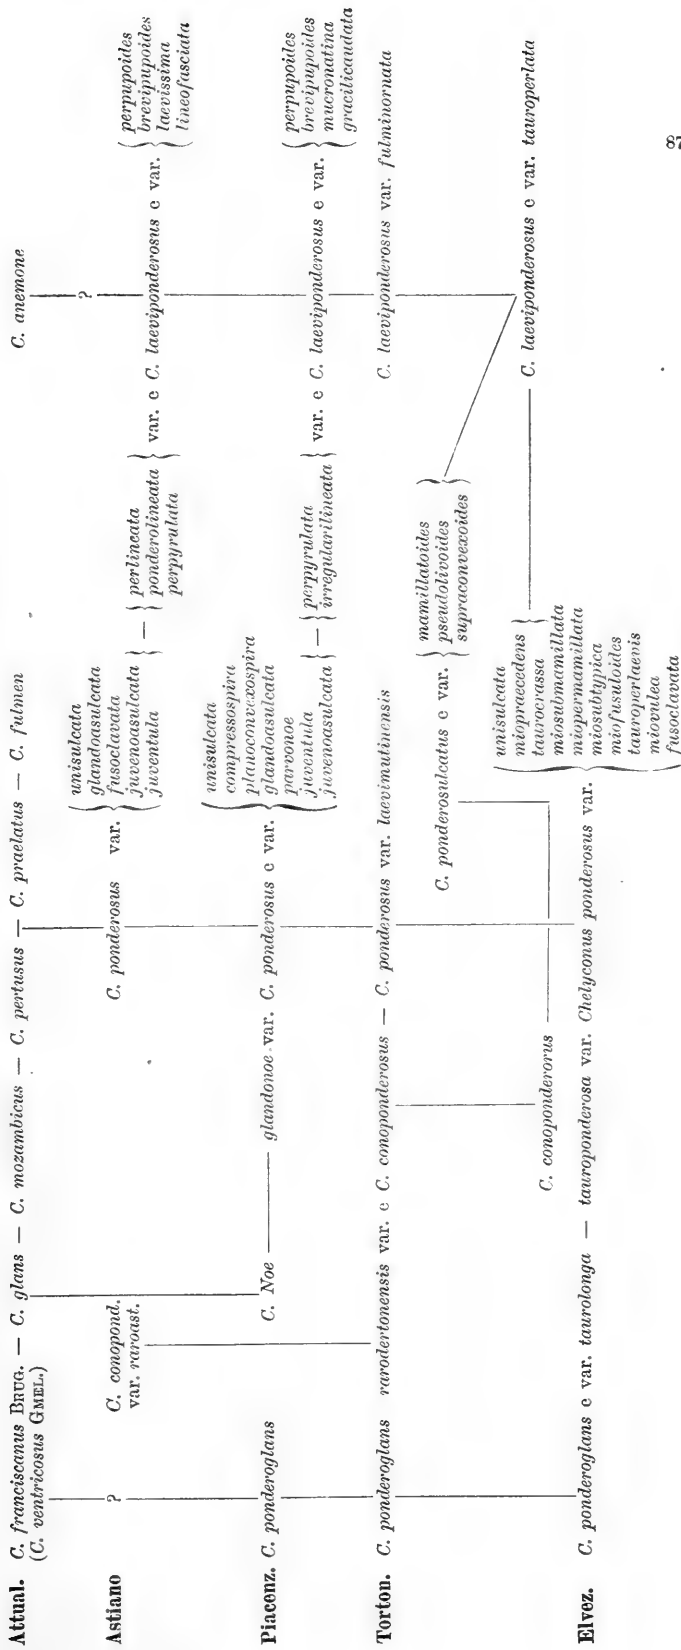 87
Attual. C. franciscanus BRUG. — C. glans — C. mozambicus — C. pertusus — C. praelatus — C. fulmen C. anemone
(C. ventricosus GMEL.)
?
Astiano
C. conopond.
var. raroast.
C. ponderosus var.
unisulcata
glandoasulcata
fusoclavata
juvenoasulcata
juventula
—
perlineata
ponderolineata
perpyrulata
var. e C. laeviponderosus e var.
perpupoides
brevipupoides
laevissima
lineofasciata
?
Piacenz. C. ponderoglans C. Noe — glandonoe var. C. ponderosus e var.
unisulcata
compressospira
planoconvexospira
glandoasulcata
parvonoe
juventula
juvenoasulcata
—
perpyrulata
irregularilineata
var. e C. laeviponderosus e var.
perpupoides
brevipupoides
mucronatina
gracilicaudata
Torton. C. ponderoglans rarodertonensis var. e C. conoponderosus — C. ponderosus var. laevimutinensis C. laeviponderosus var. fulminornata
C. ponderosulcatus e var.
mamillatoides
pseudolivoides
supraconvexoides
C. conoponderorus
Elvez. C. ponderoglans e var. taurolonga — tauroponderosa var. Chelyconus ponderosus var.
unisulcata
miopraecedens
taurocrassa
miosubmamillata
miopermamillata
miosubtypica
miofusuloides
tauroperlaevis
miovulea
fusoclavata
C. laeviponderosus e var. tauroperlata